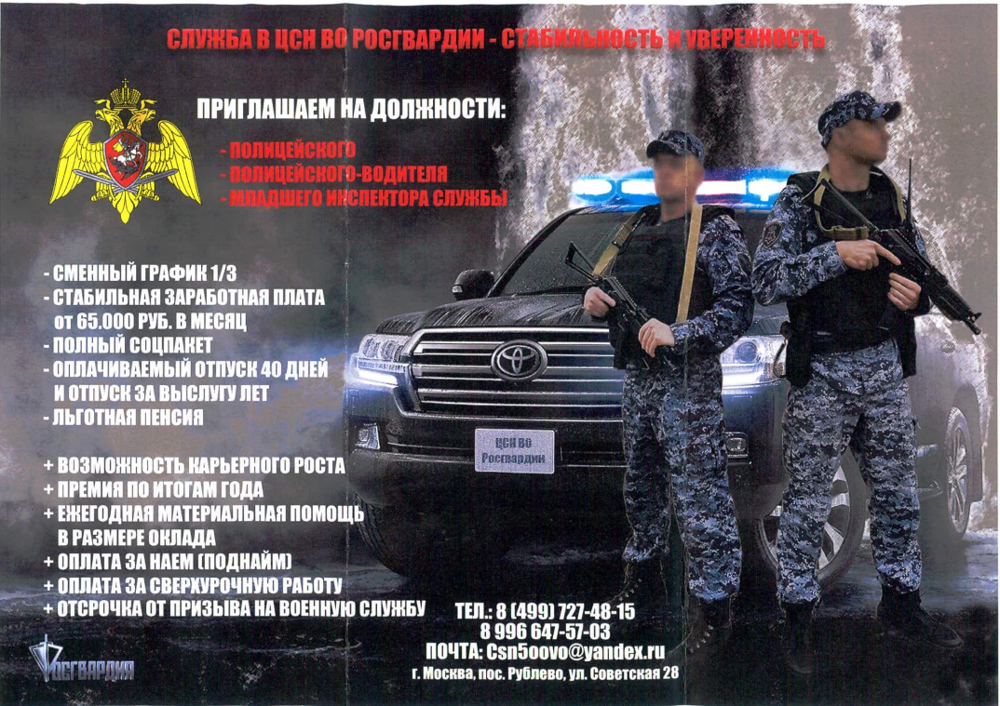 СЛУЖБА В ЦСН ВО РОСГВАРДИИ - СТАБИЛЬНОСТЬ И УВЕРЕННОСТЬ
ПРИГЛАШАЕМ НА ДОЛЖНОСТИ:
- ПОЛИЦЕЙСКОГО
- ПОЛИЦЕЙСКОГО-ВОДИТЕЛЯ
- МЛАДШЕГО ИНСПЕКТОРА СЛУЖБЫ
- СМЕННЫЙ ГРАФИК 1/3
- СТАБИЛЬНАЯ ЗАРАБОТНАЯ ПЛАТА
от 65.000 РУБ. В МЕСЯЦ
- ПОЛНЫЙ СОЦПАКЕТ
- ОПЛАЧИВАЕМЫЙ ОТПУСК 40 ДНЕЙ
И ОТПУСК ЗА ВЫСЛУГУ ЛЕТ
- ЛЬГОТНАЯ ПЕНСИЯ
+ ВОЗМОЖНОСТЬ КАРЬЕРНОГО РОСТА
+ ПРЕМИЯ ПО ИТОГАМ ГОДА
+ ЕЖЕГОДНАЯ МАТЕРИАЛЬНАЯ ПОМОЩЬ
В РАЗМЕРЕ ОКЛАДА
+ ОПЛАТА ЗА НАЕМ (ПОДНАЙМ)
+ ОПЛАТА ЗА СВЕРХУРОЧНУЮ РАБОТУ
+ ОТСРОЧКА ОТ ПРИЗЫВА НА ВОЕННУЮ СЛУЖБУ
ЦСН ВО
Росгвардии
ТЕЛ.: 8 (499) 727-48-15
8 996 647-57-03
ПОЧТА: Csn5oovo@yandex.ru
г. Москва, пос. Рублево, ул. Советская 28
РОСГВАРДИЯ